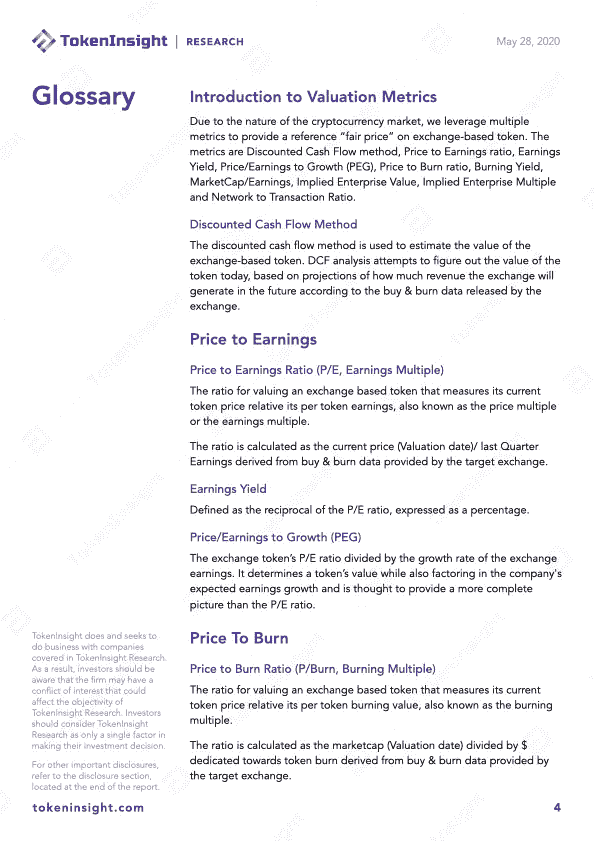 TokenInsight | RESEARCH
May 28, 2020
Glossary
Introduction to Valuation Metrics
Due to the nature of the cryptocurrency market, we leverage multiple
metrics to provide a reference “fair price” on exchange-based token. The
metrics are Discounted Cash Flow method, Price to Earnings ratio, Earnings
Yield, Price/Earnings to Growth (PEG), Price to Burn ratio, Burning Yield,
MarketCap/Earnings, Implied Enterprise Value, Implied Enterprise Multiple
and Network to Transaction Ratio.
Discounted Cash Flow Method
The discounted cash flow method is used to estimate the value of the
exchange-based token. DCF analysis attempts to figure out the value of the
token today, based on projections of how much revenue the exchange will
generate in the future according to the buy & burn data released by the
exchange.
Price to Earnings
Price to Earnings Ratio (P/E, Earnings Multiple)
The ratio for valuing an exchange based token that measures its current
token price relative its per token earnings, also known as the price multiple
or the earnings multiple.
The ratio is calculated as the current price (Valuation date)/ last Quarter
Earnings derived from buy & burn data provided by the target exchange.
Earnings Yield
Defined as the reciprocal of the P/E ratio, expressed as a percentage.
Price/Earnings to Growth (PEG)
The exchange token’s P/E ratio divided by the growth rate of the exchange
earnings. It determines a token’s value while also factoring in the company's
expected earnings growth and is thought to provide a more complete
picture than the P/E ratio.
Price To Burn
Price to Burn Ratio (P/Burn, Burning Multiple)
The ratio for valuing an exchange based token that measures its current
token price relative its per token burning value, also known as the burning
multiple.
The ratio is calculated as the marketcap (Valuation date) divided by $
dedicated towards token burn derived from buy & burn data provided by
the target exchange.
TokenInsight does and seeks to
do business with companies
covered in TokenInsight Research.
As a result, investors should be
aware that the firm may have a
conflict of interest that could
affect the objectivity of
TokenInsight Research. Investors
should consider TokenInsight
Research as only a single factor in
making their investment decision.
For other important disclosures,
refer to the disclosure section,
located at the end of the report.
tokeninsight.com
4